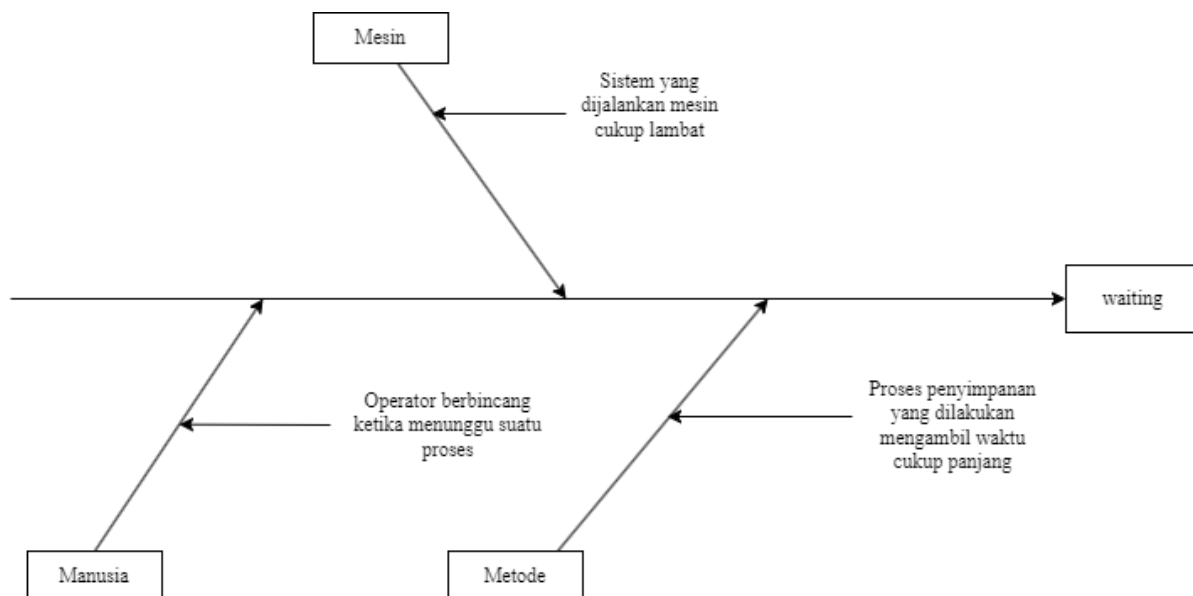 Mesin
Sistem yang
dijalankan mesin
cukup lambat
waiting
Operator berbincang
ketika menunggu suatu
proses
Proses penyimpanan
yang dilakukan
mengambil waktu
cukup panjang
Manusia
Metode